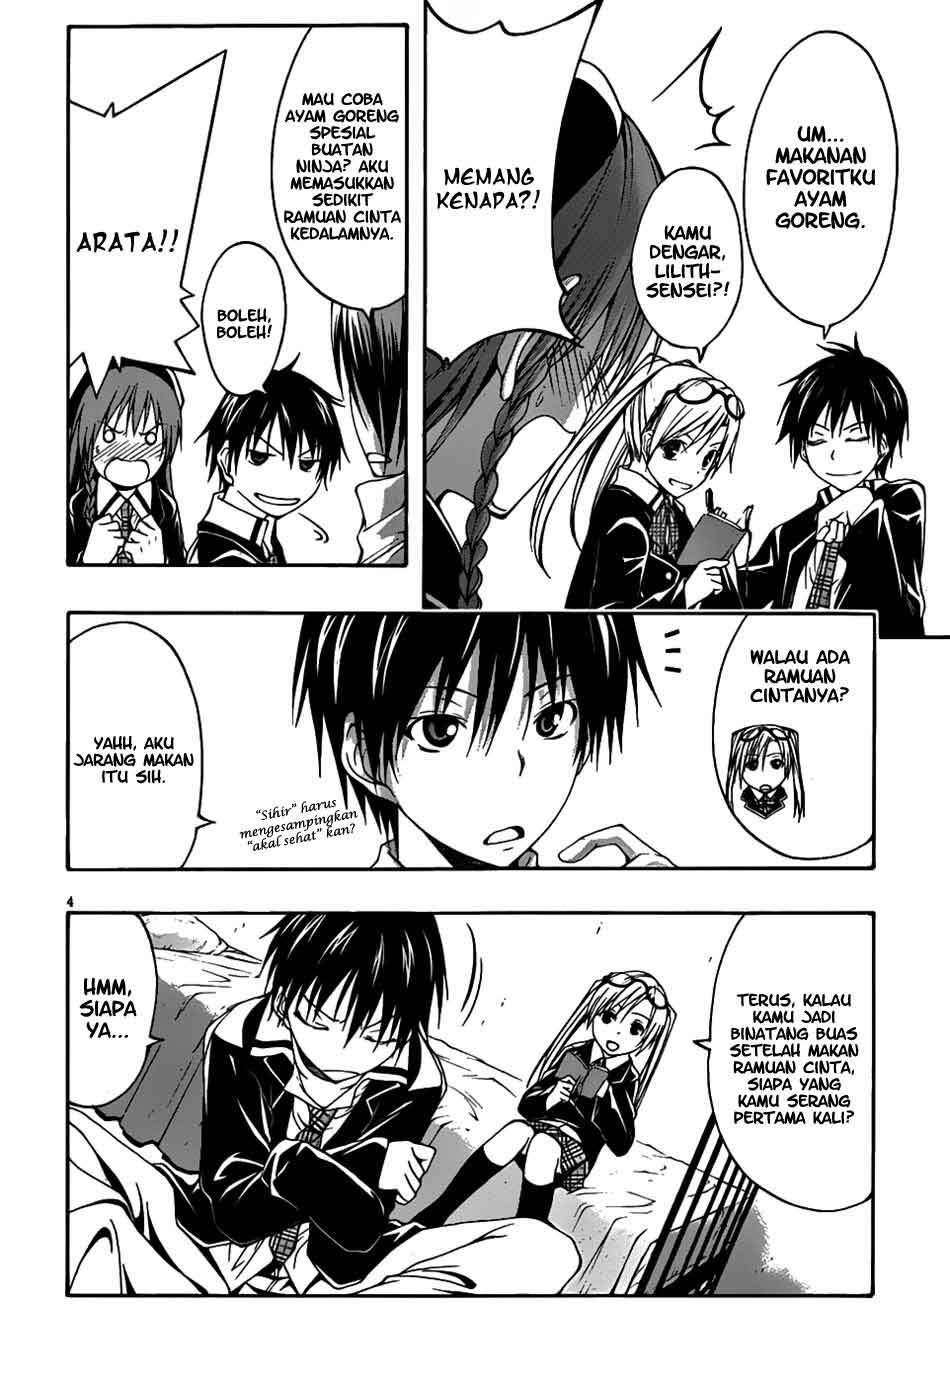 UM...
MAKANAN
FAVORITKU
AYAM
GORENG.
KAMU
DENGAR,
LILITH-
SENSEI?!
MEMANG
KENAPA?!
MAU COBA
AYAM GORENG
SPESIAL
BUATAN
NINJA? AKU
MEMASUKKAN
SEDIKIT
RAMUAN CINTA
KEDALAMNYA.
BOLEH,
BOLEH!
ARATA!!
WALAU ADA
RAMUAN
CINTANYA?
YAHH, AKU
JARANG MAKAN
ITU SIH.
"Sihir" harus
mengesampingkan
"akal sehat" kan?
4
TERUS, KALAU
KAMU JADI
BINATANG BUAS
SETELAH MAKAN
RAMUAN CINTA,
SIAPA YANG
KAMU SERANG
PERTAMA KALI?
HMM,
SIAPA
YA...